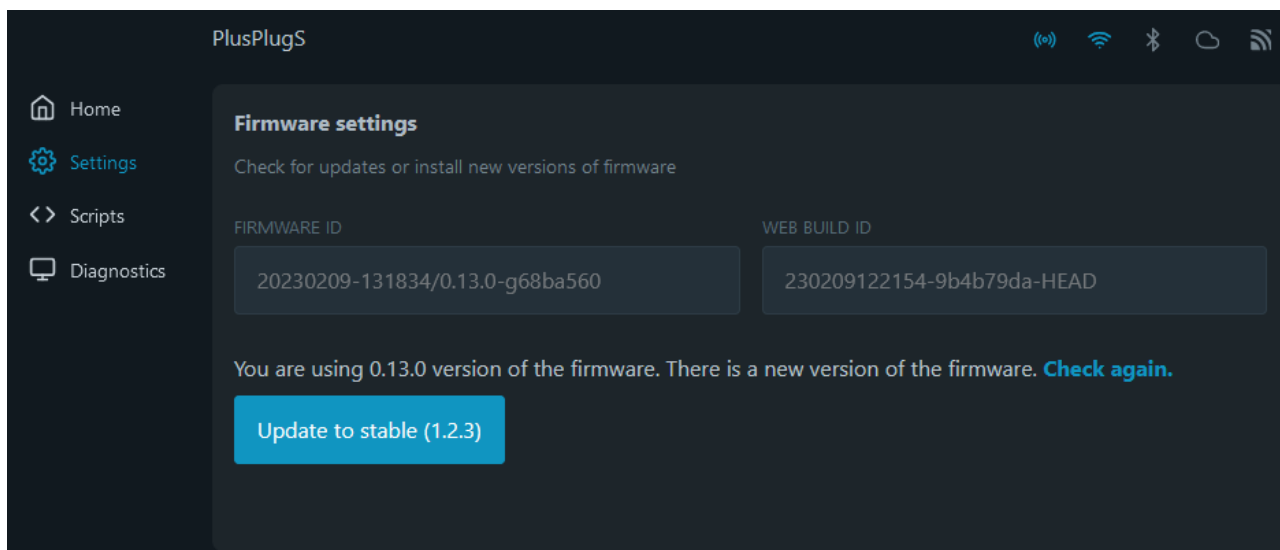 PlusPlugS
Home
Settings
Scripts
Diagnostics
Firmware settings
Check for updates or install new versions of firmware
FIRMWARE ID
WEB BUILD ID
20230209-131834/0.13.0-g68ba560
230209122154-9b4b79da-HEAD
You are using 0.13.0 version of the firmware. There is a new version of the firmware. Check again.
Update to stable (1.2.3)